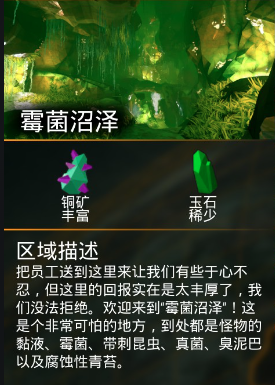 霉菌沼泽
铜矿 玉石
丰富 稀少
区域描述
把员工送到这里来让我们有些于心不
忍，但这里的回报实在是太丰厚了，我
们没法拒绝。欢迎来到“霉菌沼泽”！这
是个非常可怕的地方，到处都是怪物的
黏液、霉菌、带刺昆虫、真菌、臭泥巴
以及腐蚀性青苔。